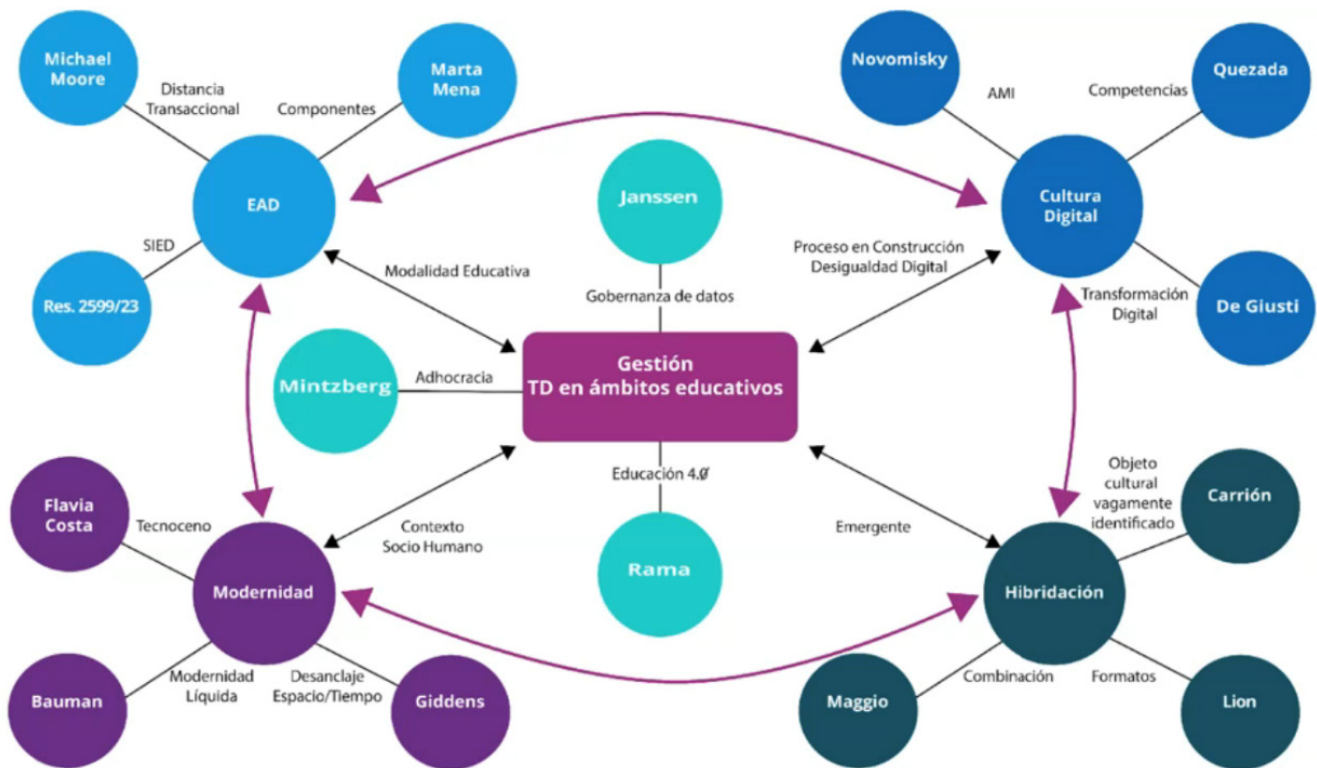 Michael
Moore
Distancia
Transaccional
Componentes
Marta
Mena
EAD
SIED
Res. 2599/23
Modalidad Educativa
Novomisky
AMI
Competencias
Quezada
Cultura
Digital
Proceso en Construcción
Desigualdad Digital
Transformación
Digital
De Giusti
Janssen
Gobernanza de datos
Gestión
TD en ámbitos educativos
Mintzberg
Adhocracia
Educación 4.0
Rama
Flavia
Costa
Tecnoceno
Contexto
Socio Humano
Modernidad
Bauman
Modernidad
Líquida
Desanclaje
Espacio/Tiempo
Giddens
Emergente
Objeto
cultural
vagamente
identificado
Carrión
Hibridación
Maggio
Combinación
Formatos
Lion